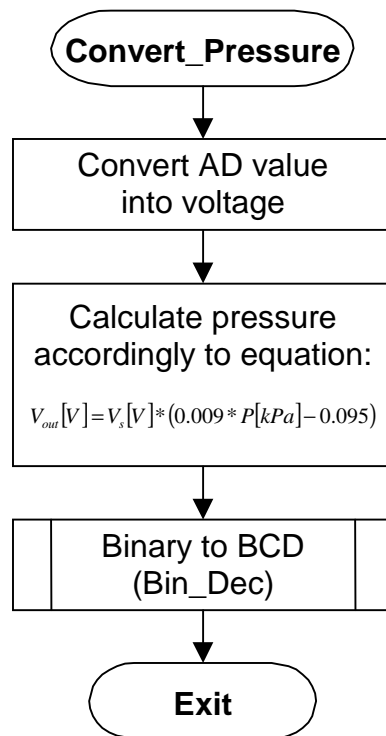 Convert_Pressure
Convert AD value
into voltage
Calculate pressure
accordingly to equation:
V_out[V]=V_s[V]*(0.009*P[kPa]−0.095)
Binary to BCD
(Bin_Dec)
Exit